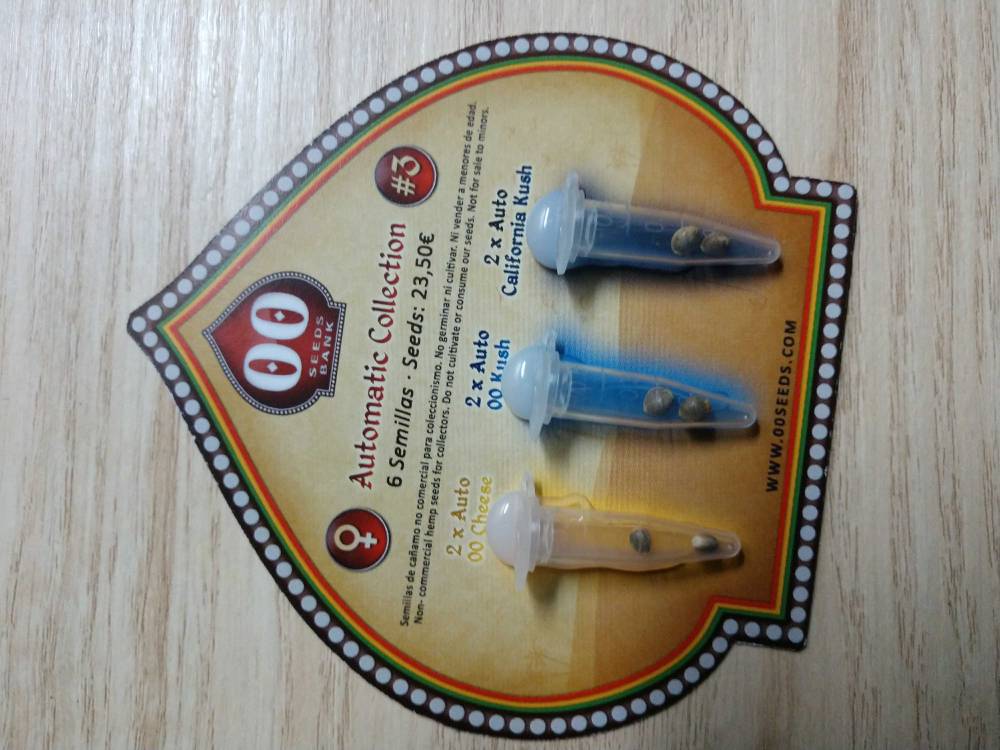 00
SEEDS
BANK
Automatic Collection
#3
6 Semillas · Seeds: 23,50€
Semillas de cañamo no comercial para coleccionismo. No germinar ni cultivar. Ni vender a menores de edad.
Non- commercial hemp seeds for collectors. Do not cultivate or consume our seeds. Not for sale to minors.
2 x Auto
00 Cheese
2 x Auto
00 Kush
2 x Auto
California Kush
WWW.00SEEDS.COM